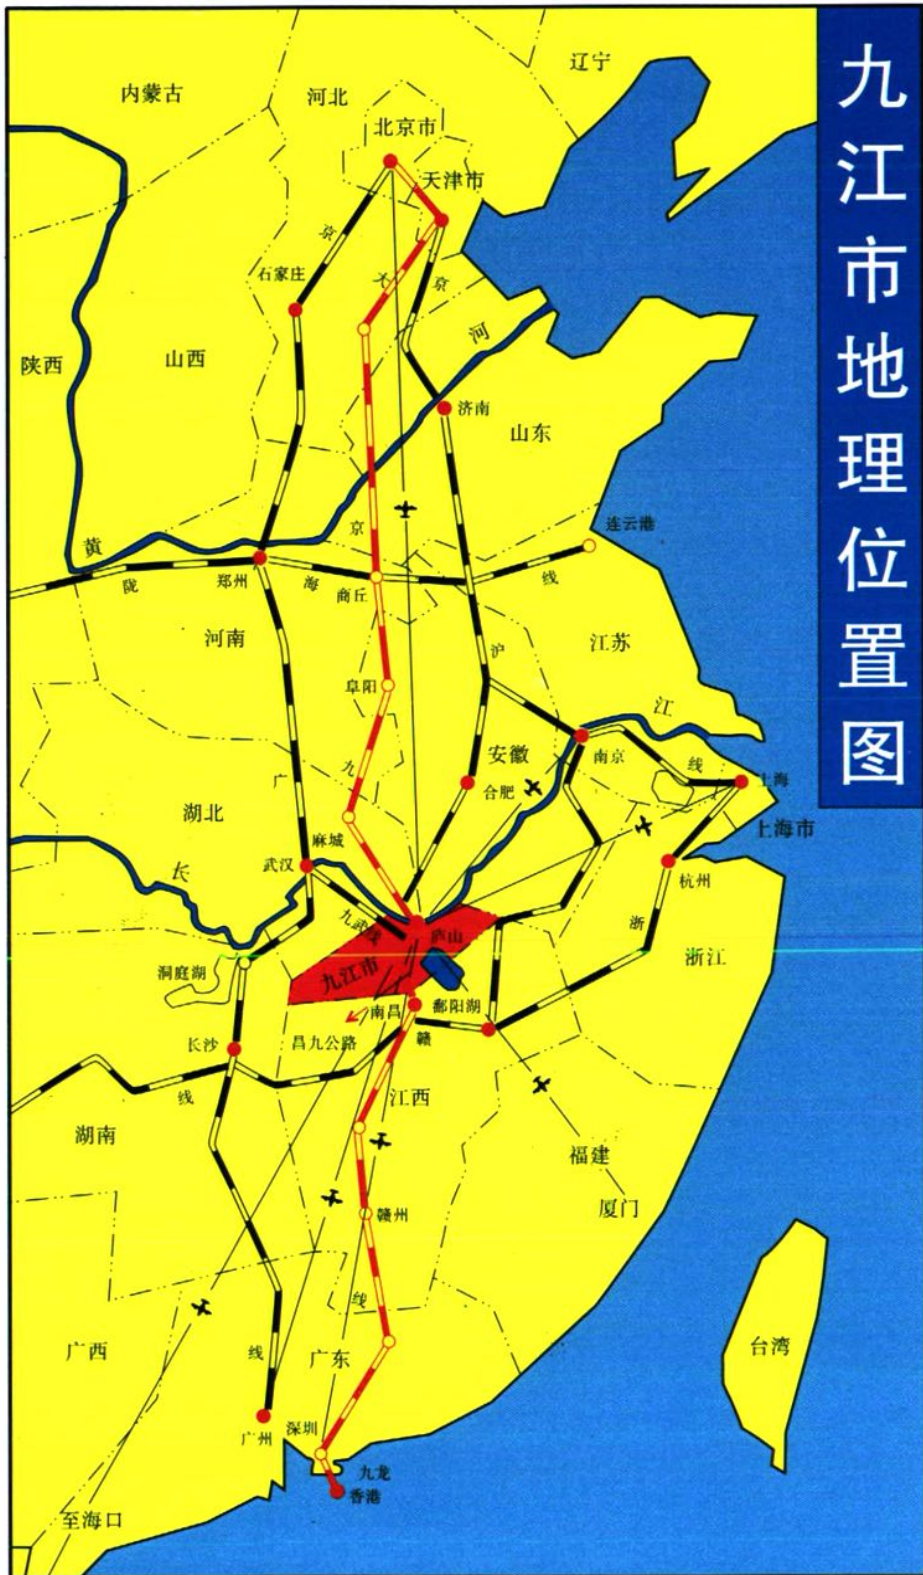 九江市地理位置图
辽宁
内蒙古
河北
北京市
天津市
京
石家庄
大
京
河
陕西
山西
济南
山东
京
连云港
黄
陇
郑州
海
商丘
线
河南
沪
江苏
阜阳
江
安徽
南京
线
广
九
合肥
上海
湖北
麻城
上海市
武汉
长
杭州
九武线
庐山
浙
浙江
洞庭湖
九江市
南昌
鄱阳湖
长沙
昌九公路
赣
线
江西
湖南
福建
赣州
厦门
线
广西
线
广东
台湾
广州
深圳
九龙
香港
至海口